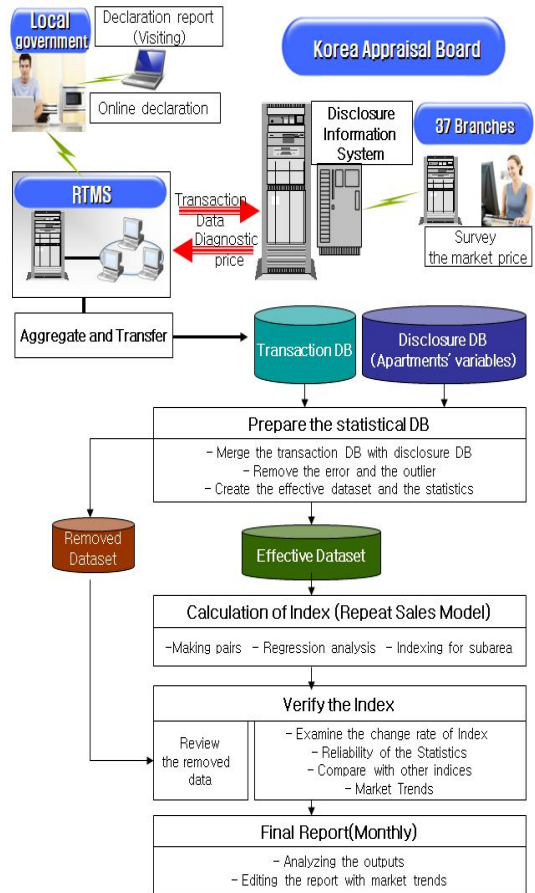 Local
government
Declaration report
(Visiting)
Online declaration
Korea Appraisal Board
Disclosure
Information
System
37 Branches
Survey
the market price
RTMS
Transaction
Data
Diagnostic
price
Aggregate and Transfer
Transaction DB
Disclosure DB
(Apartments' variables)
Prepare the statistical DB
- Merge the transaction DB with disclosure DB
- Remove the error and the outlier
- Create the effective dataset and the statistics
Removed
Dataset
Effective Dataset
Calculation of Index (Repeat Sales Model)
-Making pairs - Regression analysis - Indexing for subarea
Verify the Index
Review
the removed
data
- Examine the change rate of Index
- Reliability of the Statistics
- Compare with other indices
- Market Trends
Final Report(Monthly)
- Analyzing the outputs
- Editing the report with market trends